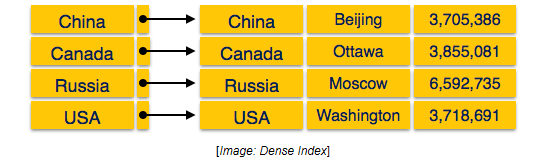 China China Beijing 3,705,386
Canada Canada Ottawa 3,855,081
Russia Russia Moscow 6,592,735
USA USA Washington 3,718,691
[Image: Dense Index]